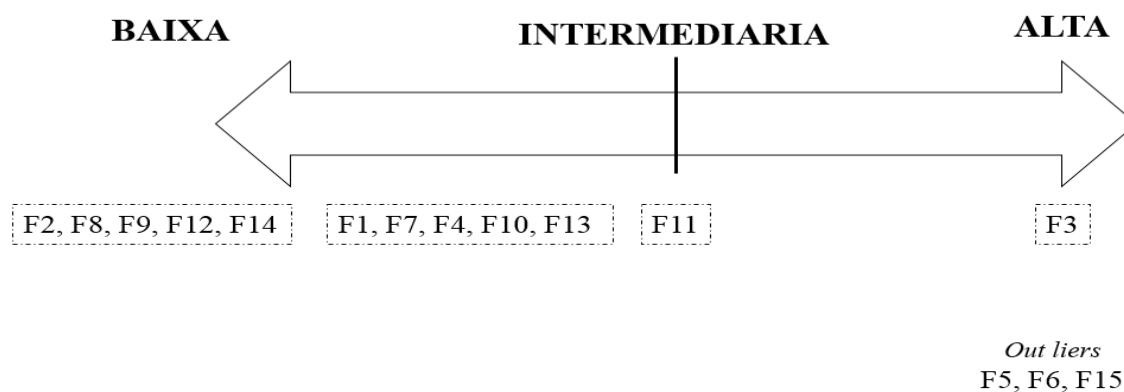 BAIXA INTERMEDIARIA ALTA
F2, F8, F9, F12, F14 F1, F7, F4, F10, F13 F11 F3
Out liers
F5, F6, F15